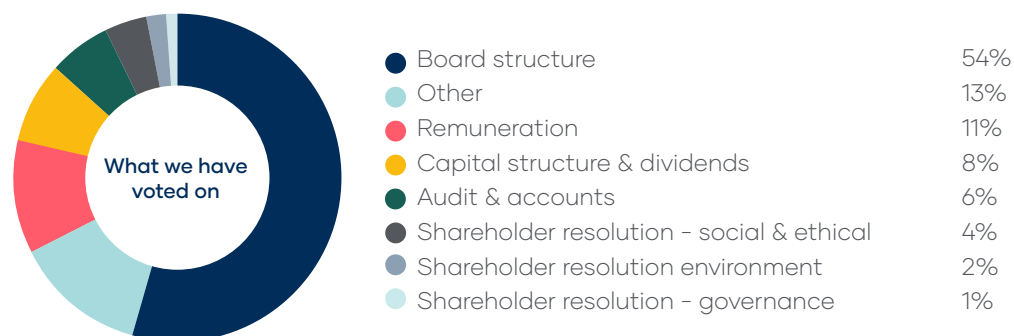 What we have
voted on
Board structure 54%
Other 13%
Remuneration 11%
Capital structure & dividends 8%
Audit & accounts 6%
Shareholder resolution - social & ethical 4%
Shareholder resolution environment 2%
Shareholder resolution - governance 1%